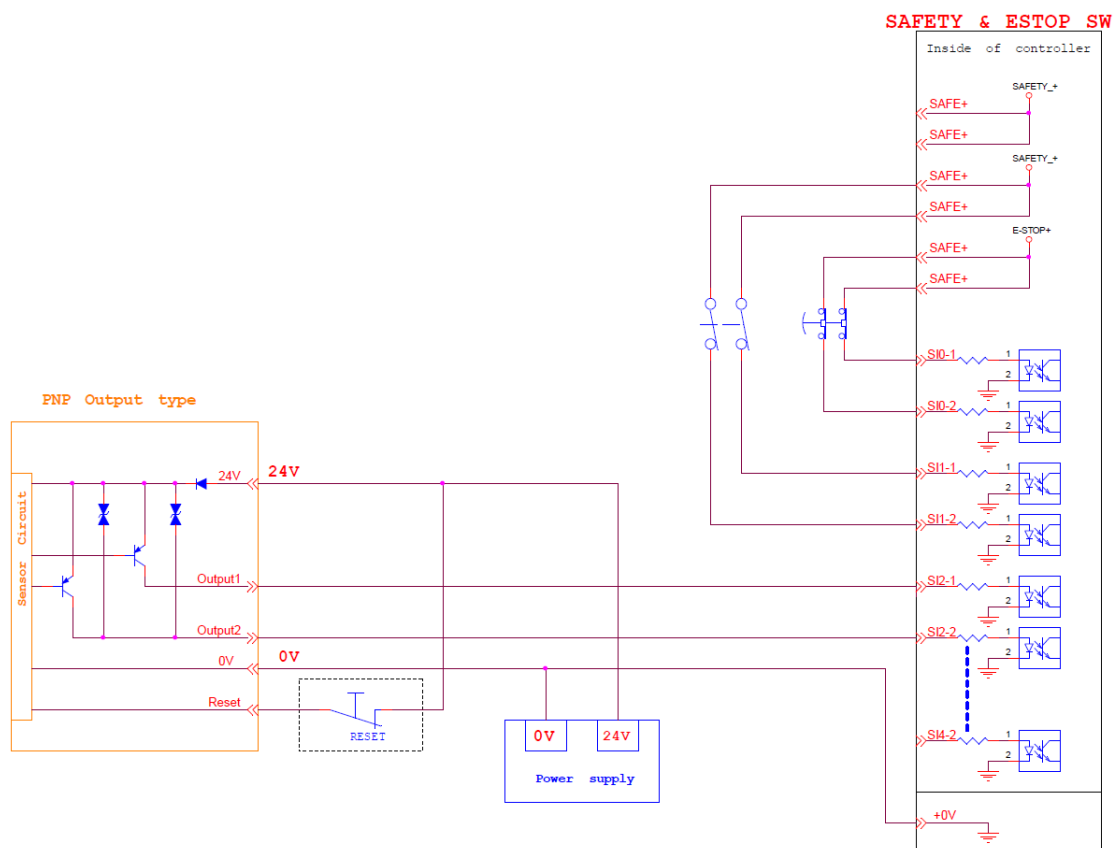 SAFETY & ESTOP SW
Inside of controller
SAFETY_+
SAFE+
SAFE+
SAFETY_+
SAFE+
SAFE+
E-STOP+
SAFE+
SAFE+
SI0-1
1
2
SI0-2
1
2
SI1-1
1
2
SI1-2
1
2
SI2-1
1
2
SI2-2
1
2
SI4-2
1
2
+0V
PNP Output type
Sensor Circuit
24V
24V
Output1
Output2
0V
0V
Reset
RESET
0V
24V
Power supply